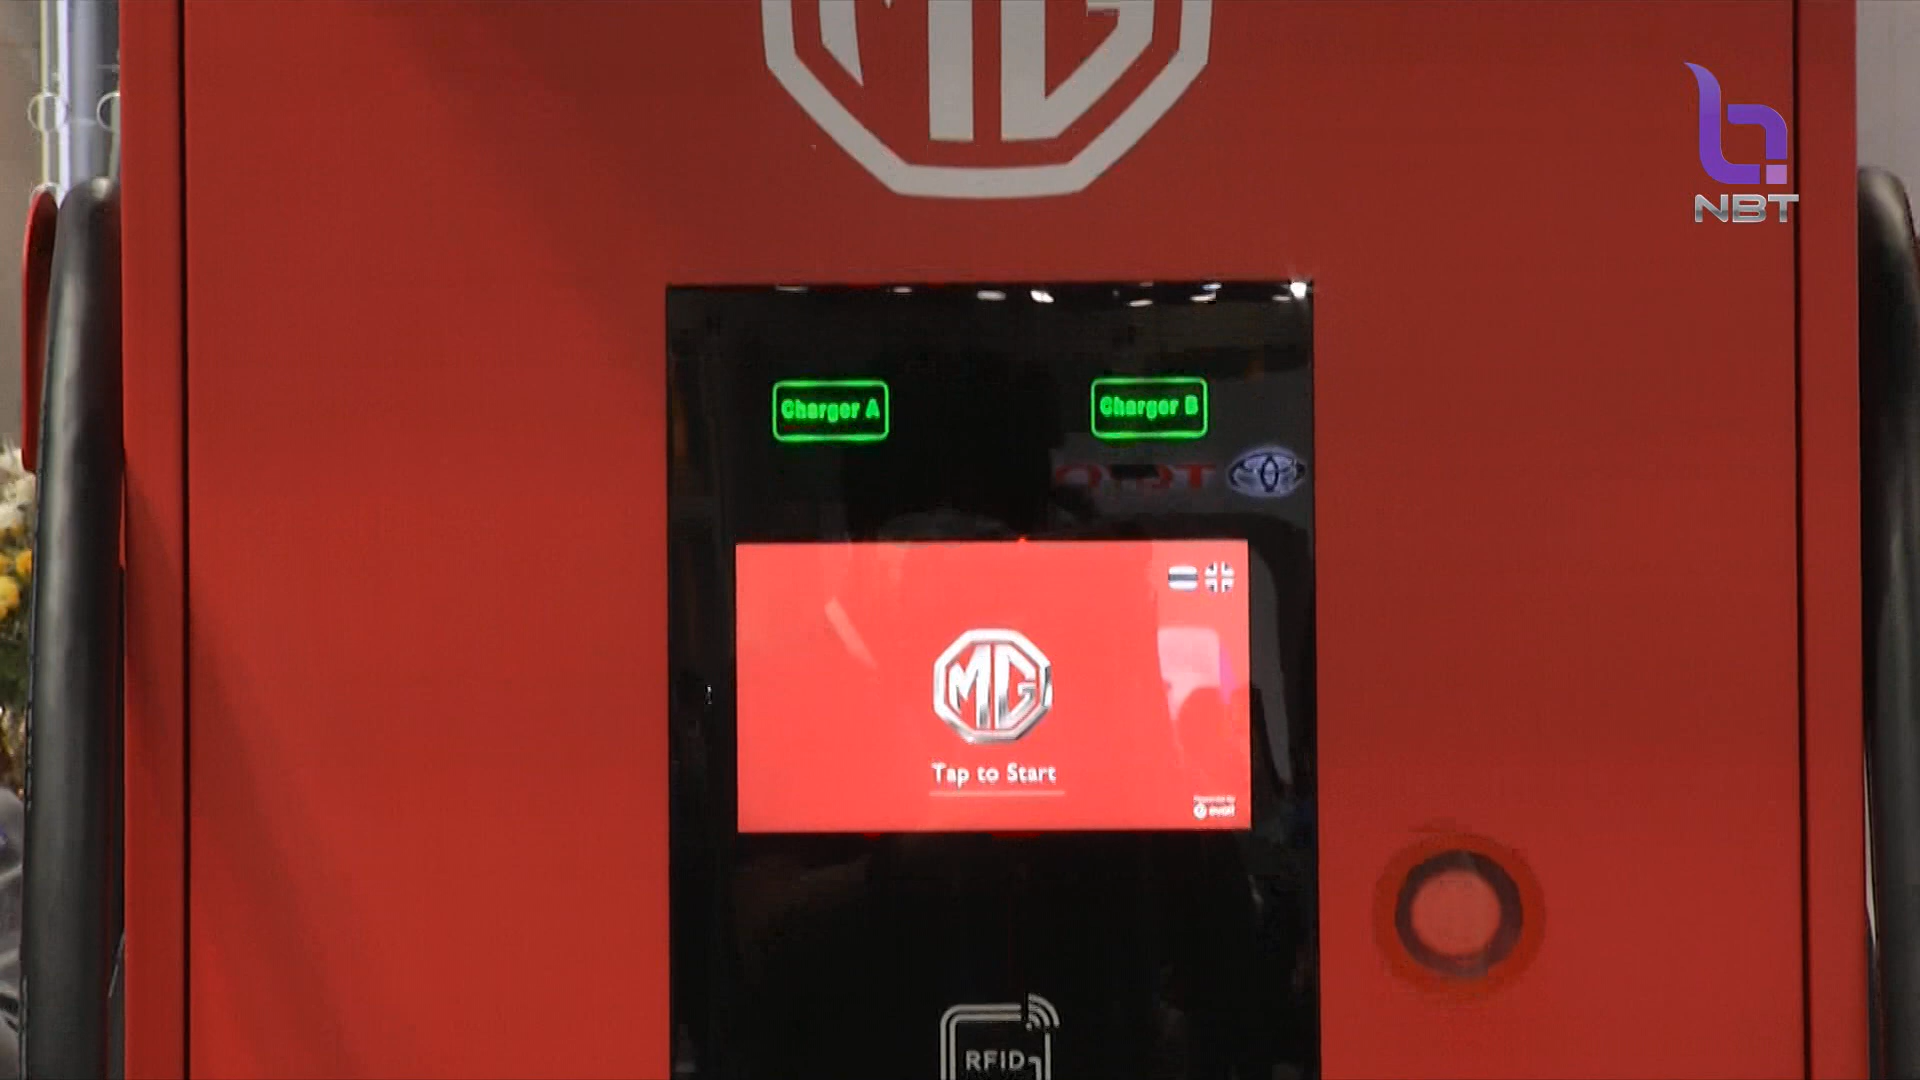 MG
NBT
Charger A
Charger B
MG
Tap to Start
RFID